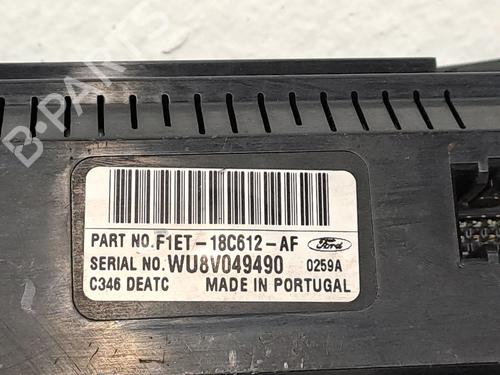 B-PARTS
PART NO.F1ET-18C612-AF Ford
SERIAL NO.WU8V049490 0259A
C346 DEATC MADE IN PORTUGAL